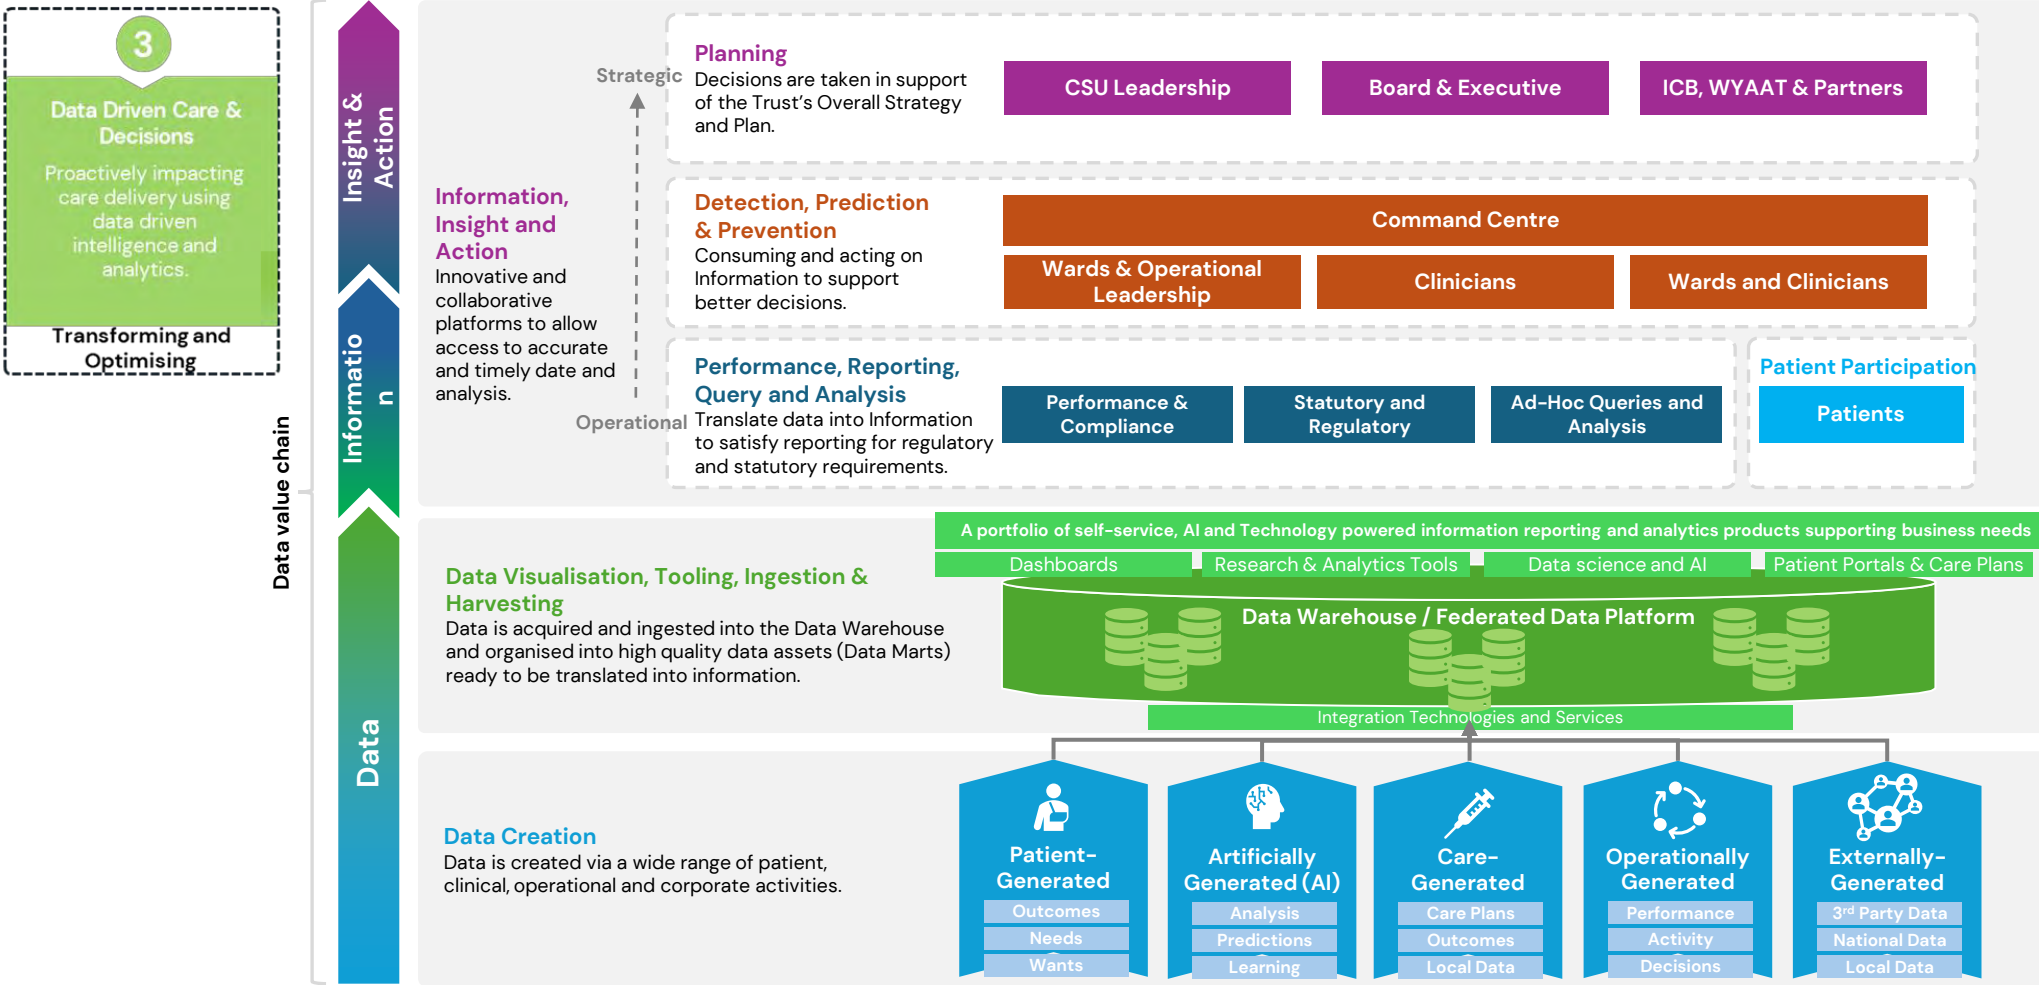 3
Data Driven Care &
Decisions
Proactively impacting
care delivery using
data driven
intelligence and
analytics.
Transforming and
Optimising
Data value chain
Insight &
Action
Informatio
n
Data
Information,
Insight and
Action
Innovative and
collaborative
platforms to allow
access to accurate
and timely date and
analysis.
Strategic
Operational
Planning
Decisions are taken in support
of the Trust's Overall Strategy
and Plan.
CSU Leadership
Board & Executive
ICB, WYAAT & Partners
Detection, Prediction
& Prevention
Consuming and acting on
Information to support
better decisions.
Command Centre
Wards & Operational
Leadership
Clinicians
Wards and Clinicians
Performance, Reporting,
Query and Analysis
Translate data into Information
to satisfy reporting for regulatory
and statutory requirements.
Performance &
Compliance
Statutory and
Regulatory
Ad-Hoc Queries and
Analysis
Patient Participation
Patients
Data Visualisation, Tooling, Ingestion &
Harvesting
Data is acquired and ingested into the Data Warehouse
and organised into high quality data assets (Data Marts)
ready to be translated into information.
A portfolio of self-service, AI and Technology powered information reporting and analytics products supporting business needs
Dashboards
Research & Analytics Tools
Data science and AI
Patient Portals & Care Plans
Data Warehouse / Federated Data Platform
Integration Technologies and Services
Data Creation
Data is created via a wide range of patient,
clinical, operational and corporate activities.
Patient-
Generated
Outcomes
Needs
Wants
Artificially
Generated (AI)
Analysis
Predictions
Learning
Care-
Generated
Care Plans
Outcomes
Local Data
Operationally
Generated
Performance
Activity
Decisions
Externally-
Generated
3rd Party Data
National Data
Local Data